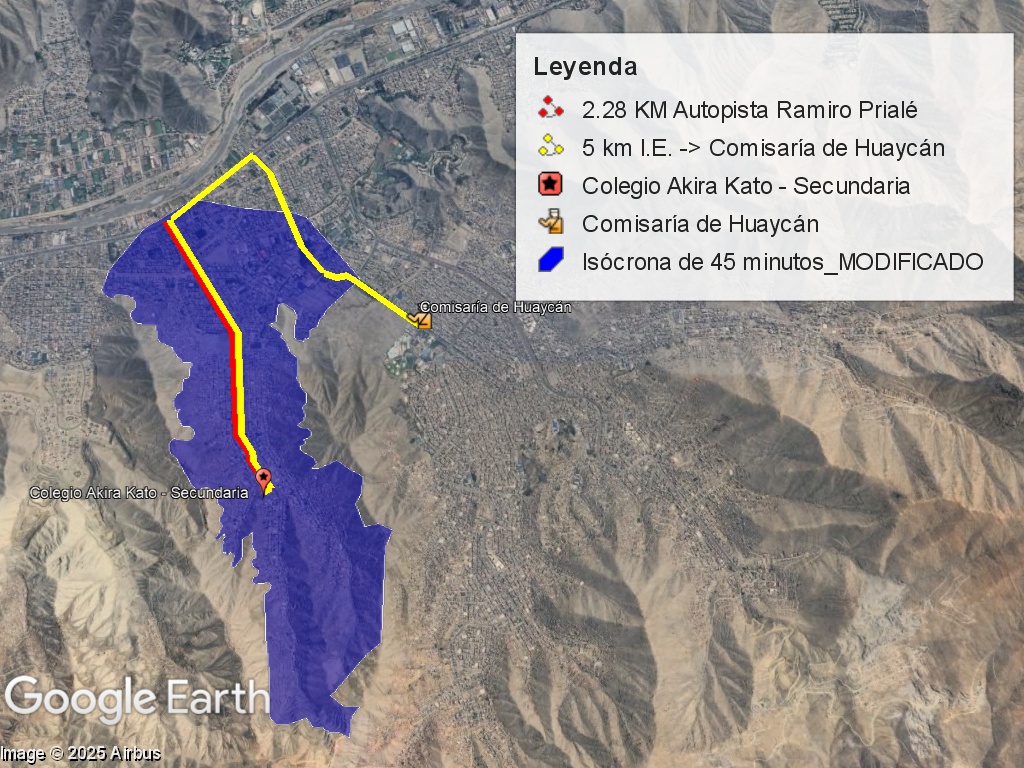 Leyenda
2.28 KM Autopista Ramiro Prialé
5 km I.E. -> Comisaría de Huaycán
Colegio Akira Kato - Secundaria
Comisaría de Huaycán
Isócrona de 45 minutos_MODIFICADO
Comisaría de Huaycán
Colegio Akira Kato - Secundaria
Google Earth
Image © 2025 Airbus